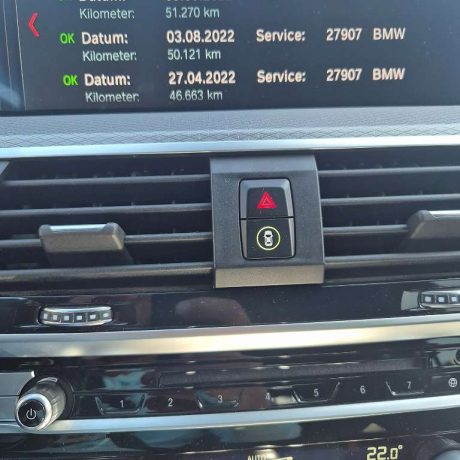 Kilometer: 51.270 km
OK Datum: 03.08.2022 Service: 27907 BMW
Kilometer: 50.121 km
OK Datum: 27.04.2022 Service: 27907 BMW
Kilometer: 46.663 km
1 2 3 4 5 6 7
AUTO 22.0°